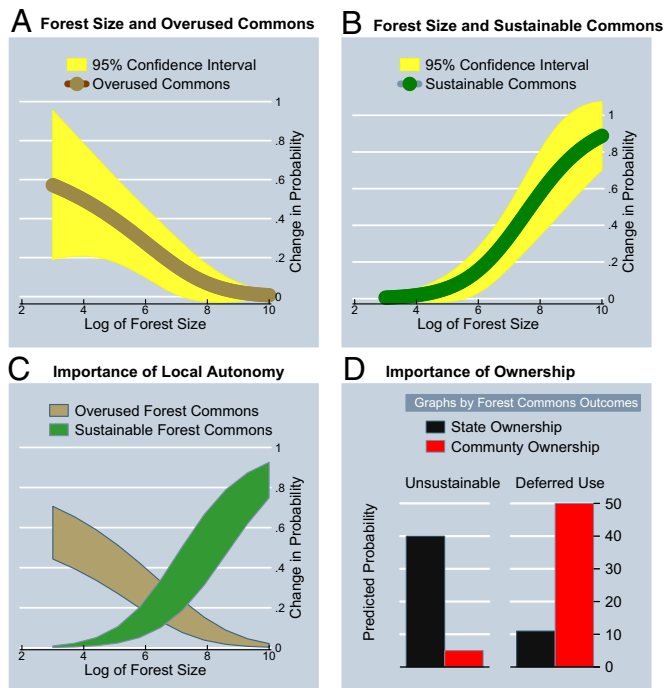 A Forest Size and Overused Commons
95% Confidence Interval
Overused Commons
1
.8
.6
.4
.2
0
Change in Probability
2 4 6 8 10
Log of Forest Size
B Forest Size and Sustainable Commons
95% Confidence Interval
Sustainable Commons
1
.8
.6
.4
.2
0
Change in Probability
2 4 6 8 10
Log of Forest Size
C Importance of Local Autonomy
Overused Forest Commons
Sustainable Forest Commons
1
.8
.6
.4
.2
0
Change in Probability
2 4 6 8 10
Log of Forest Size
D Importance of Ownership
Graphs by Forest Commons Outcomes
State Ownership
Communty Ownership
Unsustainable Deferred Use
Predicted Probability
50
40
30
20
10
0